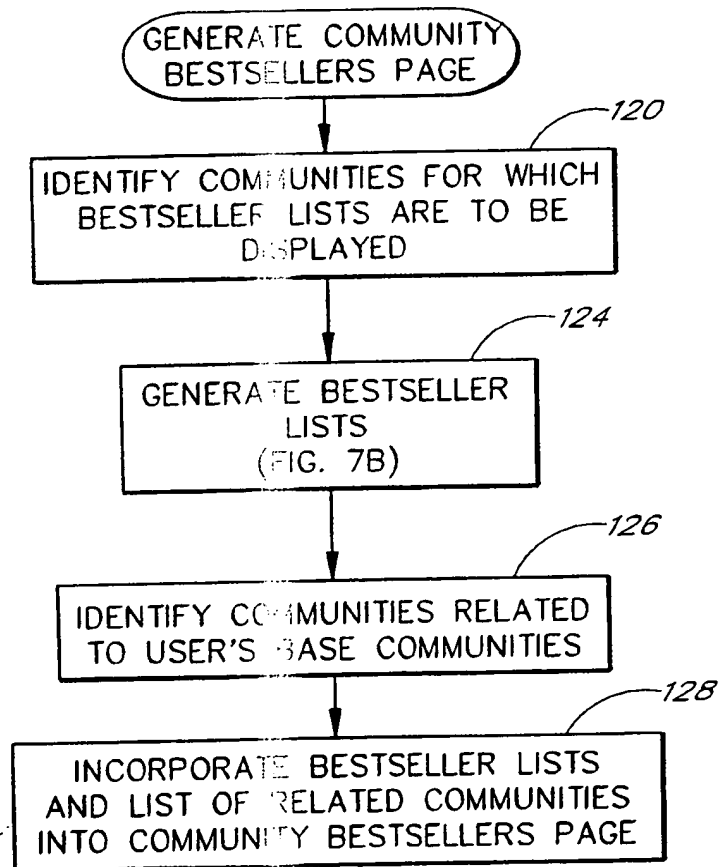 GENERATE COMMUNITY
BESTSELLERS PAGE
120
IDENTIFY COMMUNITIES FOR WHICH
BESTSELLER LISTS ARE TO BE
DISPLAYED
124
GENERATE BESTSELLER
LISTS
(FIG. 7B)
126
IDENTIFY COMMUNITIES RELATED
TO USER'S BASE COMMUNITIES
128
INCORPORATE BESTSELLER LISTS
AND LIST OF RELATED COMMUNITIES
INTO COMMUNITY BESTSELLERS PAGE